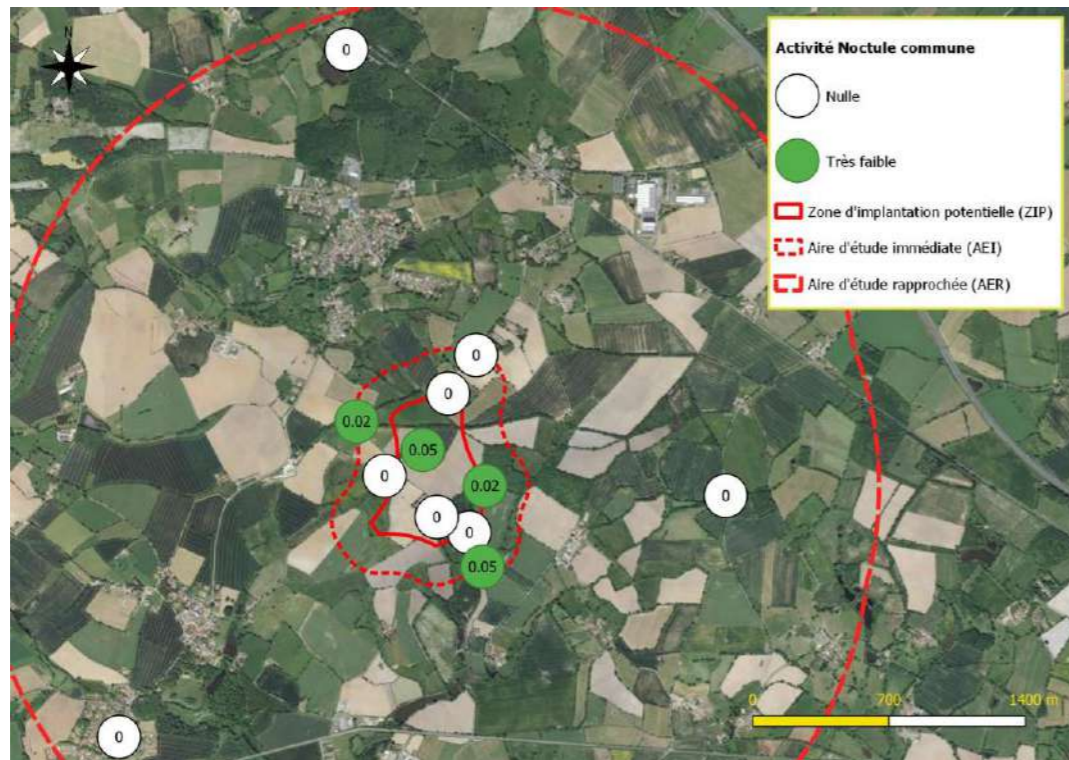 N
0
Activité Noctule commune
Nulle
Très faible
Zone d'implantation potentielle (ZIP)
Aire d'étude immédiate (AEI)
Aire d'étude rapprochée (AER)
0
0
0.02
0.05
0
0.02
0
0
0
0.05
0
0 700 1400 m